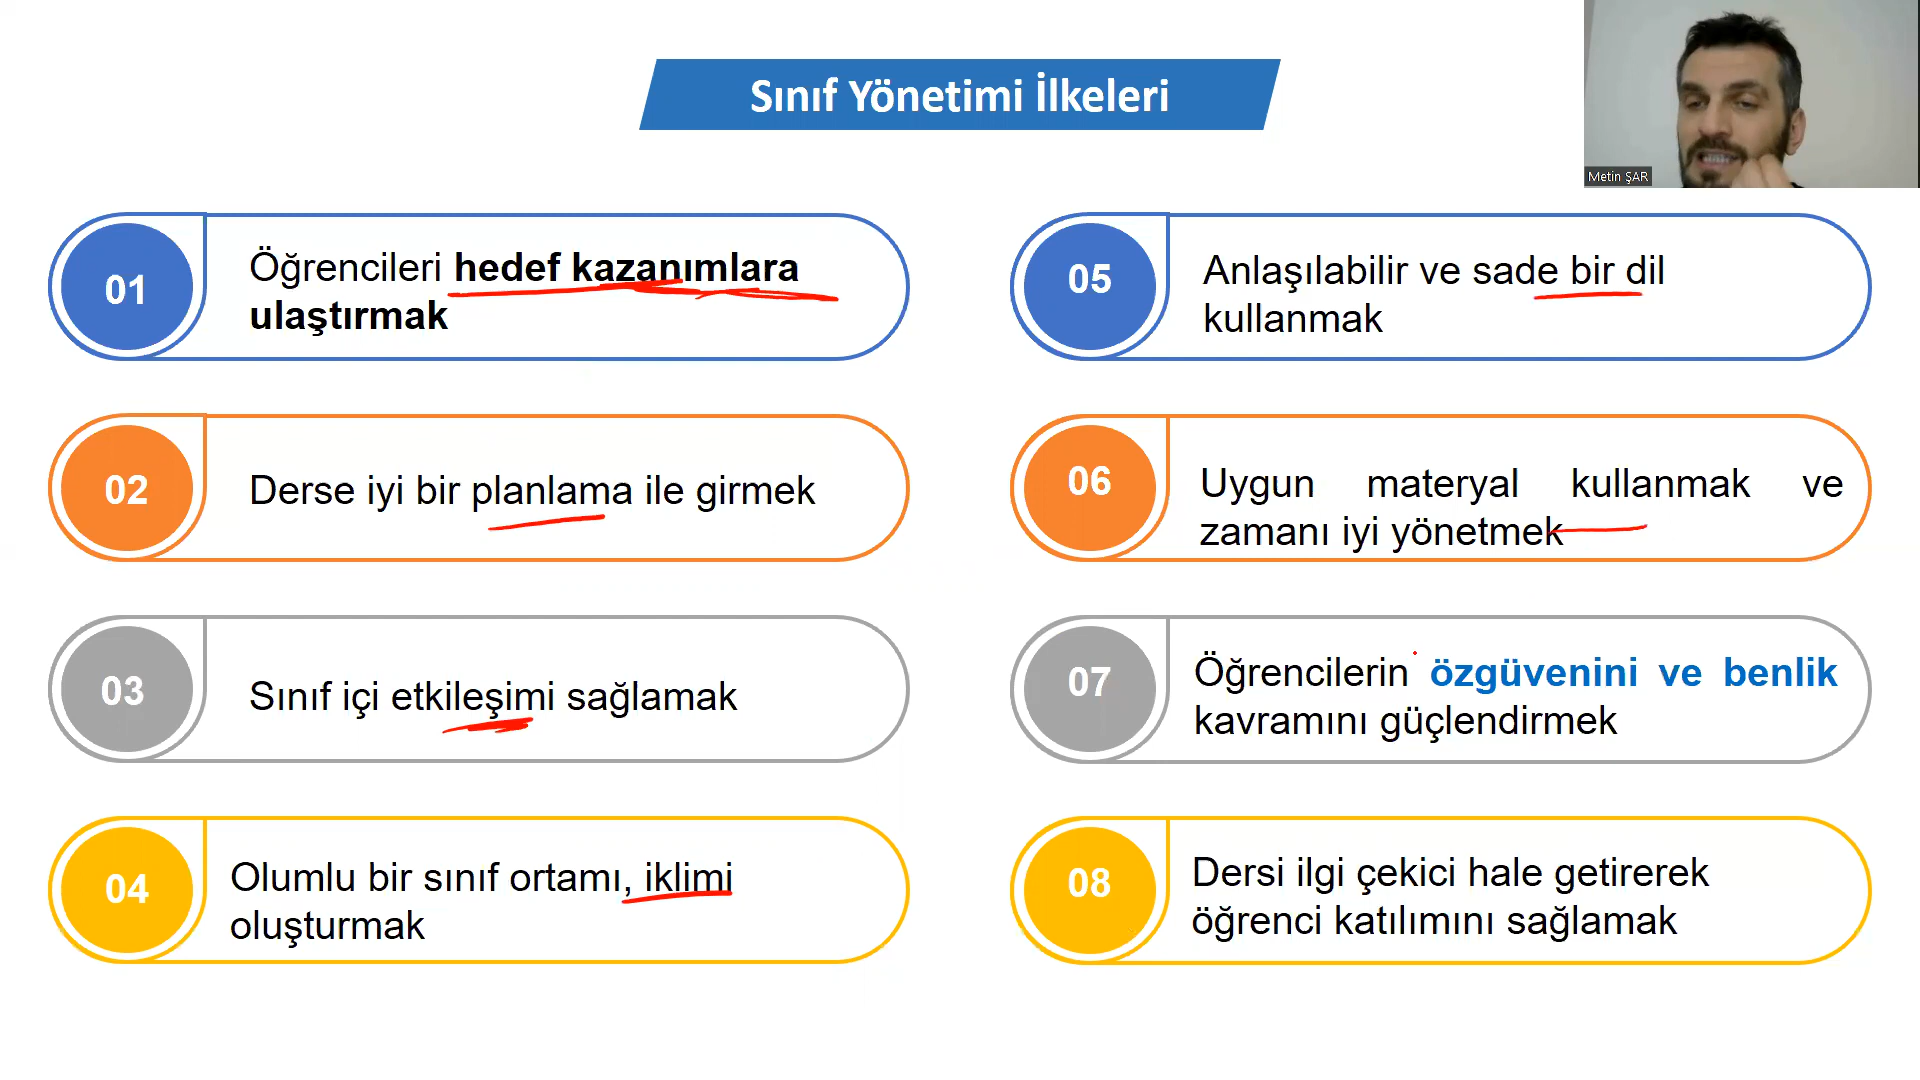 Sınıf Yönetimi İlkeleri
Metin ŞAR
01
Öğrencileri hedef kazanımlara
ulaştırmak
02
Derse iyi bir planlama ile girmek
03
Sınıf içi etkileşimi sağlamak
04
Olumlu bir sınıf ortamı, iklimi
oluşturmak
05
Anlaşılabilir ve sade bir dil
kullanmak
06
Uygun materyal kullanmak ve
zamanı iyi yönetmek
07
Öğrencilerin özgüvenini ve benlik
kavramını güçlendirmek
08
Dersi ilgi çekici hale getirerek
öğrenci katılımını sağlamak